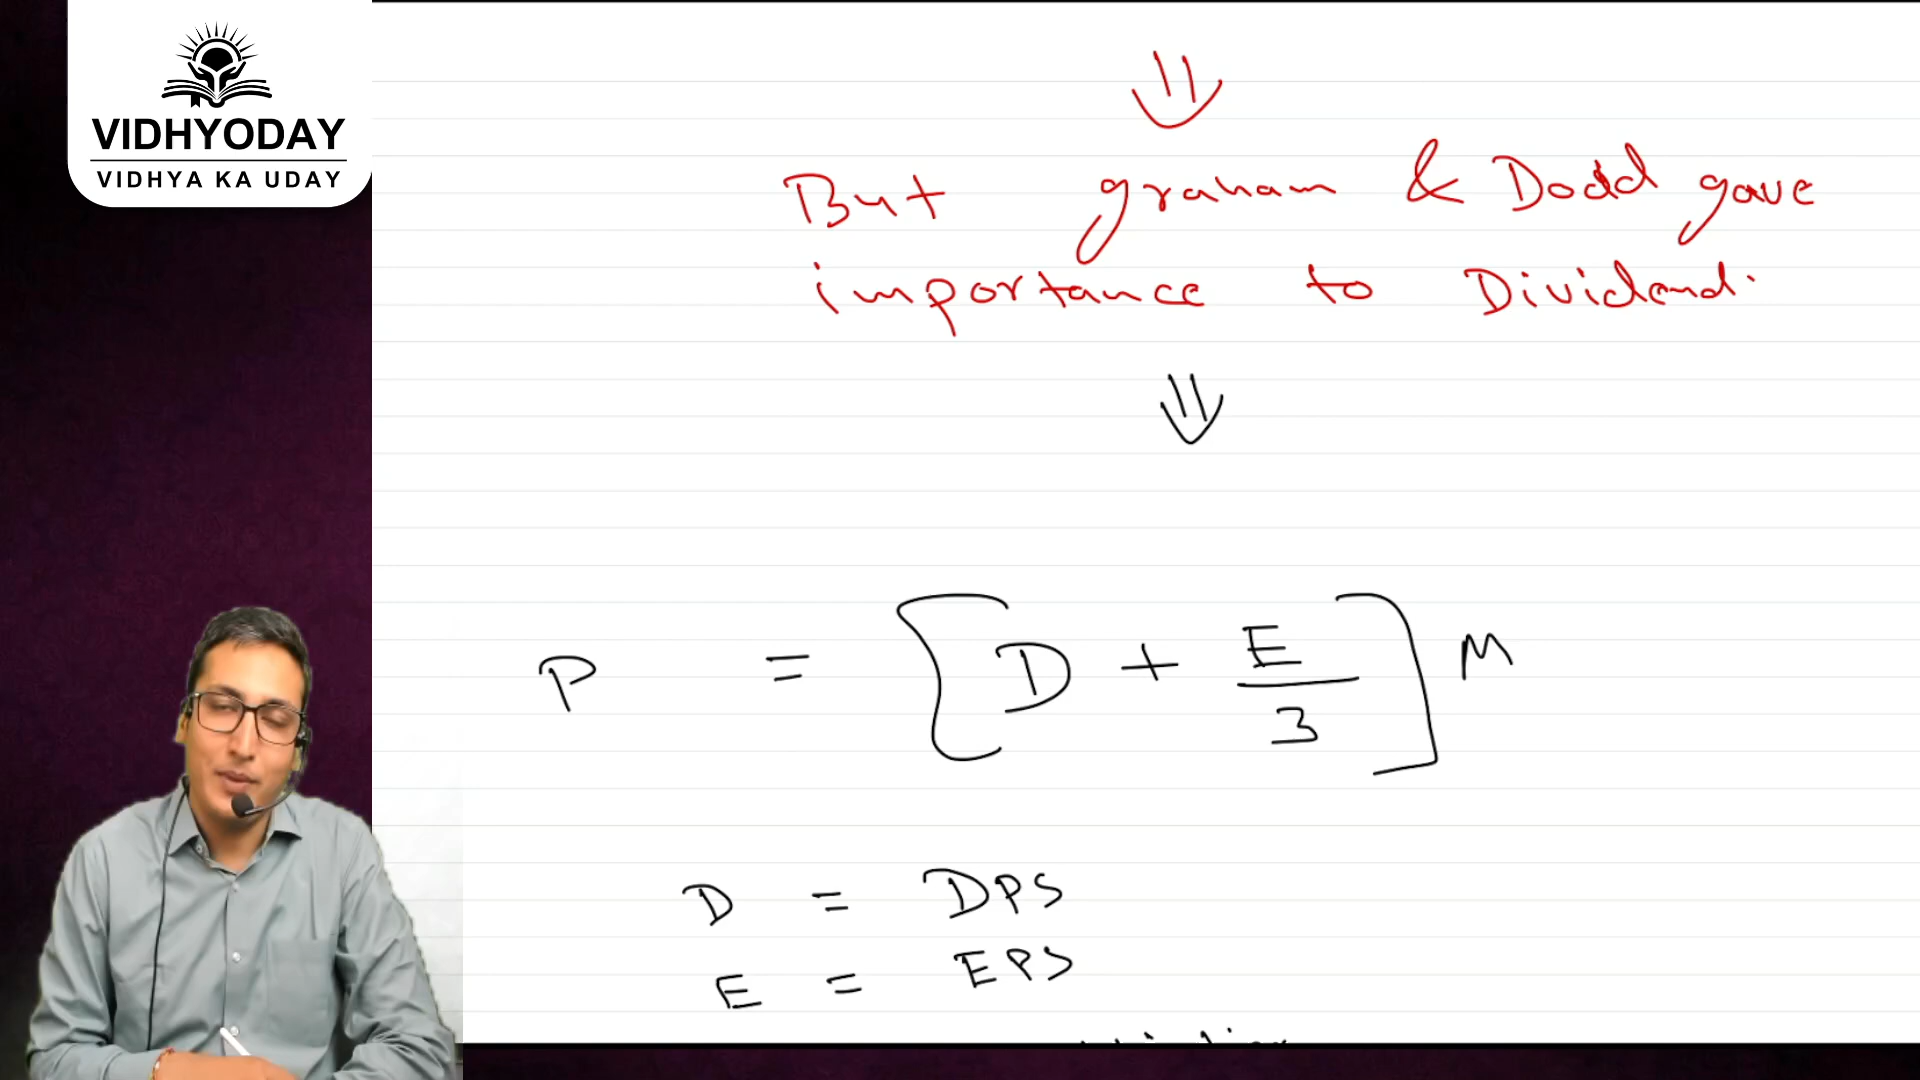 VIDHYODAY
VIDHYA KA UDAY
But graham & Dodd gave
importance to Dividend.
P = [D + E/3] M
D = DPS
E = EPS